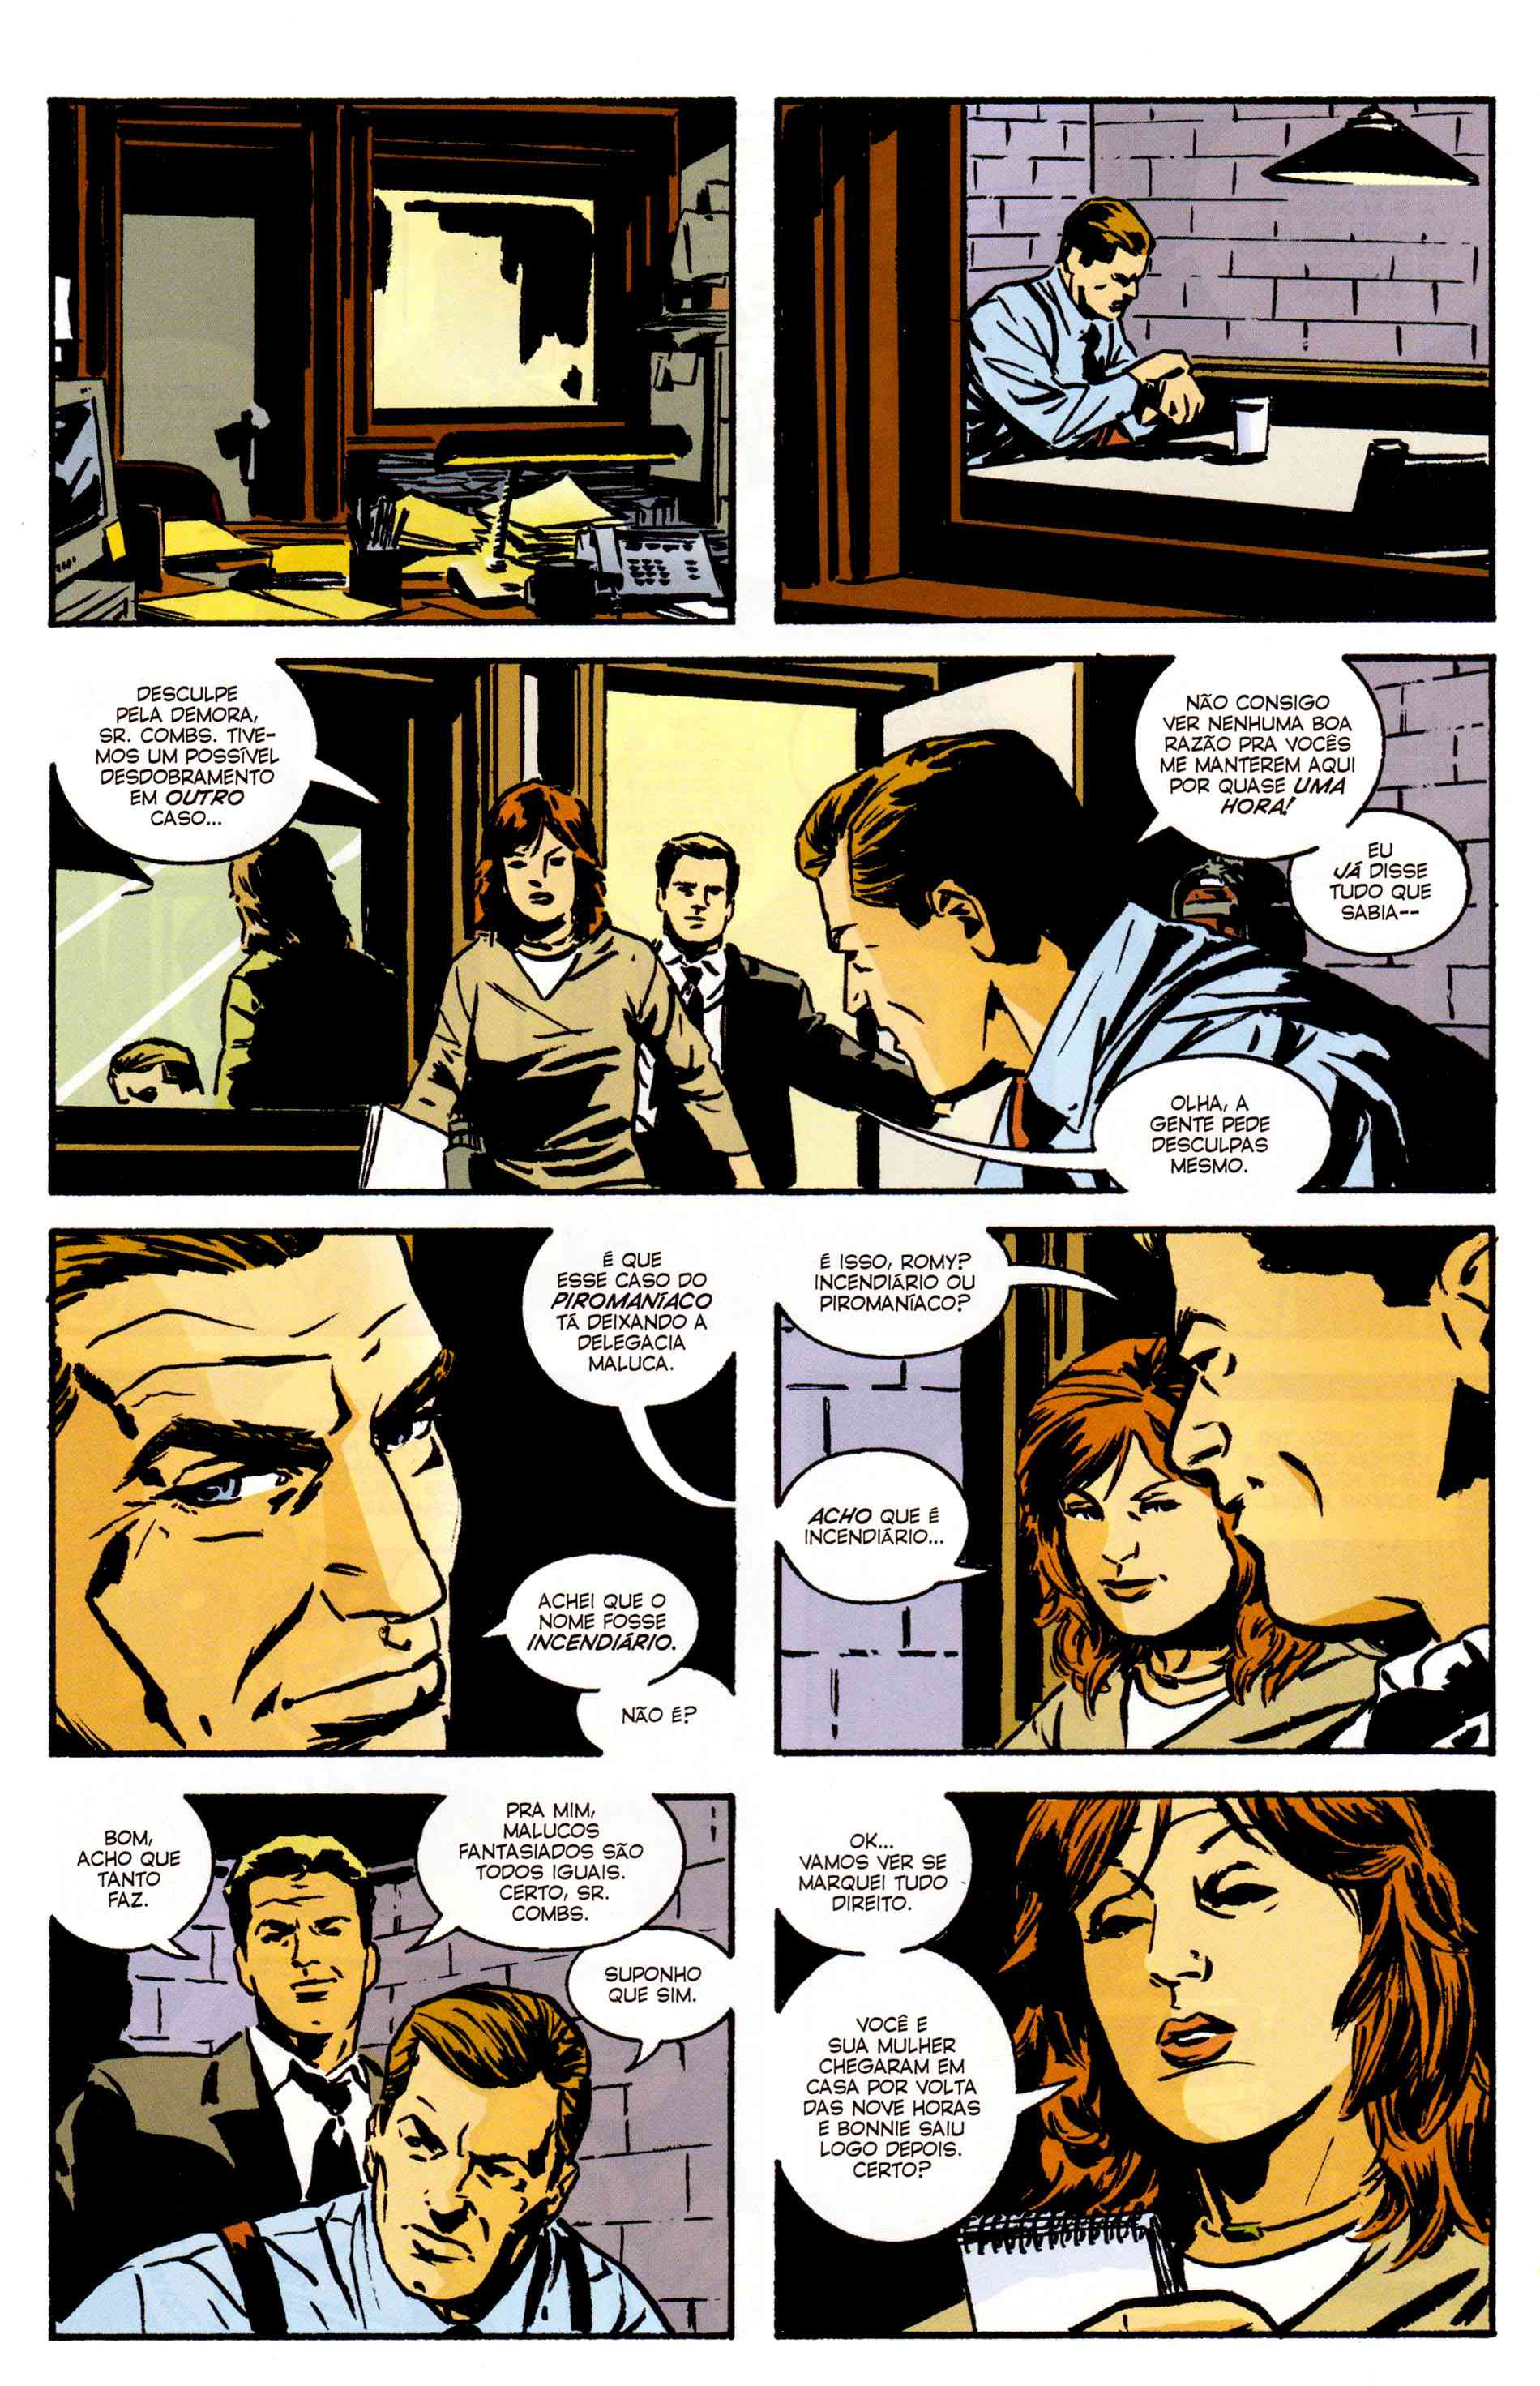 DESCULPE
PELA DEMORA,
SR. COMBS. TIVE-
MOS UM POSSÍVEL
DESDOBRAMENTO
EM OUTRO
CASO...
NÃO CONSIGO
VER NENHUMA BOA
RAZÃO PRA VOCÊS
ME MANTEREM AQUI
POR QUASE UMA
HORA!
EU
JÁ DISSE
TUDO QUE
SABIA--
OLHA, A
GENTE PEDE
DESCULPAS
MESMO.
É QUE
ESSE CASO DO
PIROMANÍACO
TÁ DEIXANDO A
DELEGACIA
MALUCA.
ACHEI QUE O
NOME FOSSE
INCENDIÁRIO.
NÃO É?
É ISSO, ROMY?
INCENDIÁRIO OU
PIROMANÍACO?
ACHO QUE É
INCENDIÁRIO...
BOM,
ACHO QUE
TANTO
FAZ.
PRA MIM,
MALUCOS
FANTASIADOS SÃO
TODOS IGUAIS.
CERTO, SR.
COMBS.
SUPONHO
QUE SIM.
OK...
VAMOS VER SE
MARQUEI TUDO
DIREITO.
VOCÊ E
SUA MULHER
CHEGARAM EM
CASA POR VOLTA
DAS NOVE HORAS
E BONNIE SAIU
LOGO DEPOIS.
CERTO?